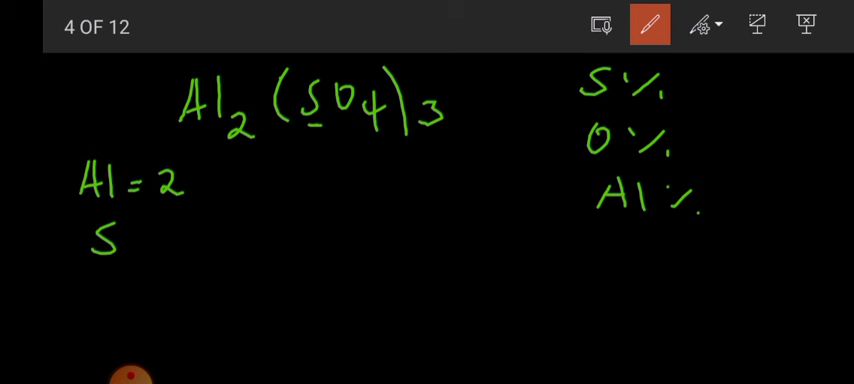 4 OF 12
Al2(SO4)3
S%
O%
Al%
Al = 2
S